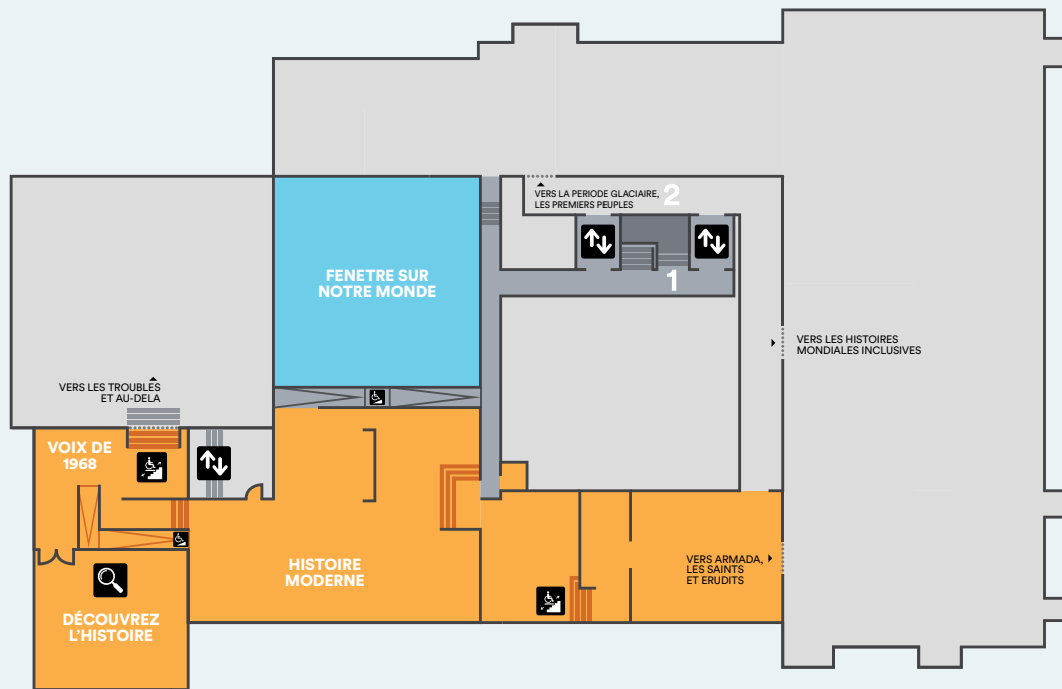 VERS LA PERIODE GLACIAIRE,
LES PREMIERS PEUPLES
2
1
FENETRE SUR
NOTRE MONDE
VERS LES HISTOIRES
MONDIALES INCLUSIVES
VERS LES TROUBLES
ET AU-DELA
VOIX DE
1968
HISTOIRE
MODERNE
VERS ARMADA,
LES SAINTS
ET ERUDITS
DÉCOUVREZ
L'HISTOIRE